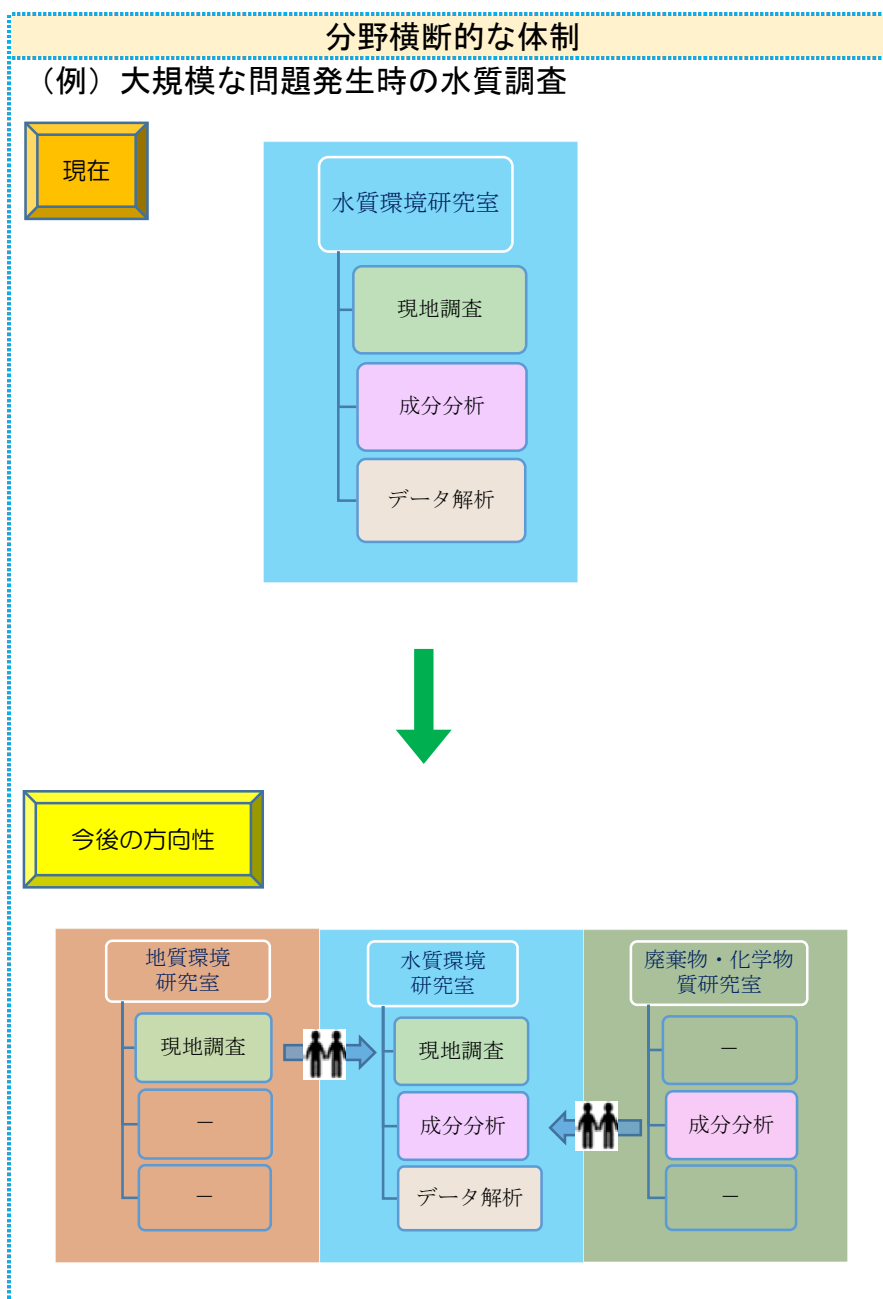 分野横断的な体制
（例）大規模な問題発生時の水質調査
現在
水質環境研究室
現地調査
成分分析
データ解析
今後の方向性
地質環境
研究室
現地調査
－
－
水質環境
研究室
現地調査
成分分析
データ解析
廃棄物・化学物
質研究室
－
成分分析
－